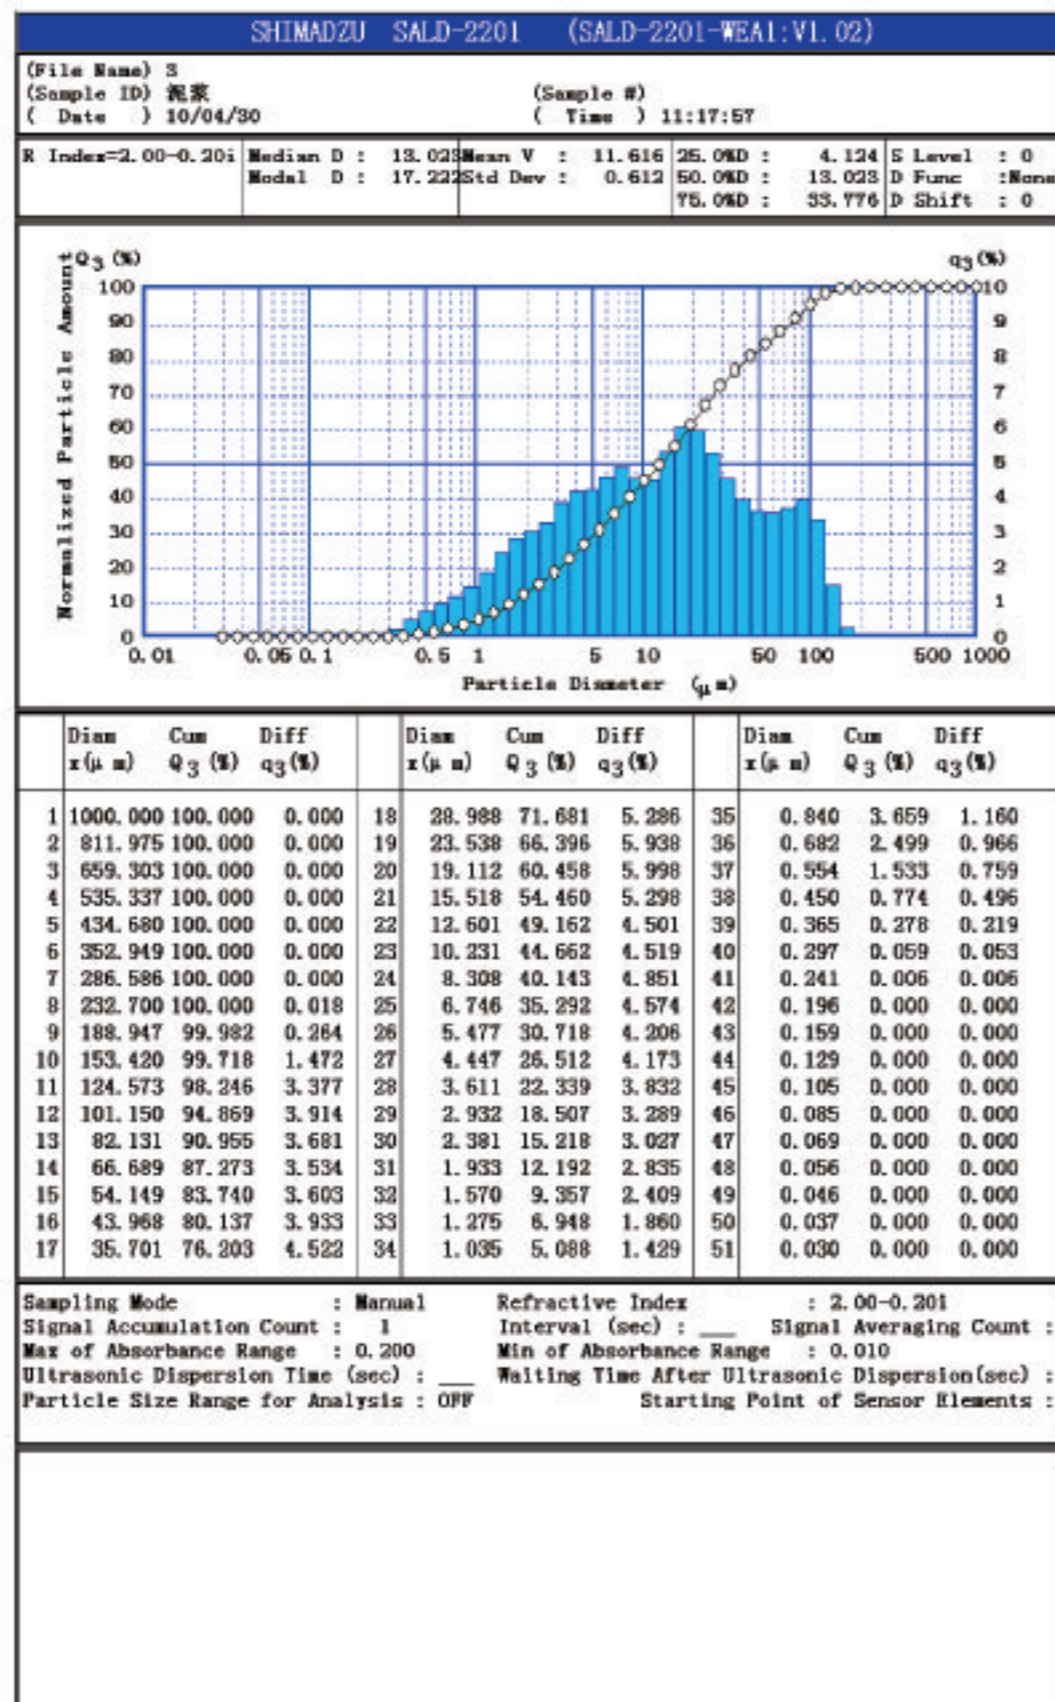 SHIMADZU SALD-2201 (SALD-2201-WEA1:V1.02)
(File Name) 3
(Sample ID) 泥浆 (Sample #)
( Date ) 10/04/30 ( Time ) 11:17:57
R Index=2.00-0.20i Median D : 13.023 Mean V : 11.616 25.0%D : 4.124 S Level : 0
Modal D : 17.222 Std Dev : 0.612 50.0%D : 13.023 D Func :None
75.0%D : 33.776 D Shift : 0
Q3 (%) q3 (%)
Normalized Particle Amount
100 10
90 9
80 8
70 7
60 6
50 5
40 4
30 3
20 2
10 1
0 0
0.01 0.05 0.1 0.5 1 5 10 50 100 500 1000
Particle Diameter (μm)
Diam Cum Diff Diam Cum Diff Diam Cum Diff
x(μ m) Q3 (%) q3(%) x(μ m) Q3 (%) q3(%) x(μ m) Q3 (%) q3(%)
1 1000.000 100.000 0.000 18 28.988 71.681 5.286 35 0.840 3.659 1.160
2 811.975 100.000 0.000 19 23.538 66.396 5.938 36 0.682 2.499 0.966
3 659.303 100.000 0.000 20 19.112 60.458 5.998 37 0.554 1.533 0.759
4 535.337 100.000 0.000 21 15.518 54.460 5.298 38 0.450 0.774 0.496
5 434.680 100.000 0.000 22 12.601 49.162 4.501 39 0.365 0.278 0.219
6 352.949 100.000 0.000 23 10.231 44.662 4.519 40 0.297 0.059 0.053
7 286.586 100.000 0.000 24 8.308 40.143 4.851 41 0.241 0.006 0.006
8 232.700 100.000 0.018 25 6.746 35.292 4.574 42 0.196 0.000 0.000
9 188.947 99.982 0.264 26 5.477 30.718 4.206 43 0.159 0.000 0.000
10 153.420 99.718 1.472 27 4.447 26.512 4.173 44 0.129 0.000 0.000
11 124.573 98.246 3.377 28 3.611 22.339 3.832 45 0.105 0.000 0.000
12 101.150 94.869 3.914 29 2.932 18.507 3.289 46 0.085 0.000 0.000
13 82.131 90.955 3.681 30 2.381 15.218 3.027 47 0.069 0.000 0.000
14 66.689 87.273 3.534 31 1.933 12.192 2.835 48 0.056 0.000 0.000
15 54.149 83.740 3.603 32 1.570 9.357 2.409 49 0.046 0.000 0.000
16 43.968 80.137 3.933 33 1.275 6.948 1.860 50 0.037 0.000 0.000
17 35.701 76.203 4.522 34 1.035 5.088 1.429 51 0.030 0.000 0.000
Sampling Mode : Manual Refractive Index : 2.00-0.201
Signal Accumulation Count : 1 Interval (sec) : ___ Signal Averaging Count :
Max of Absorbance Range : 0.200 Min of Absorbance Range : 0.010
Ultrasonic Dispersion Time (sec) : ___ Waiting Time After Ultrasonic Dispersion(sec) :
Particle Size Range for Analysis : OFF Starting Point of Sensor Elements :